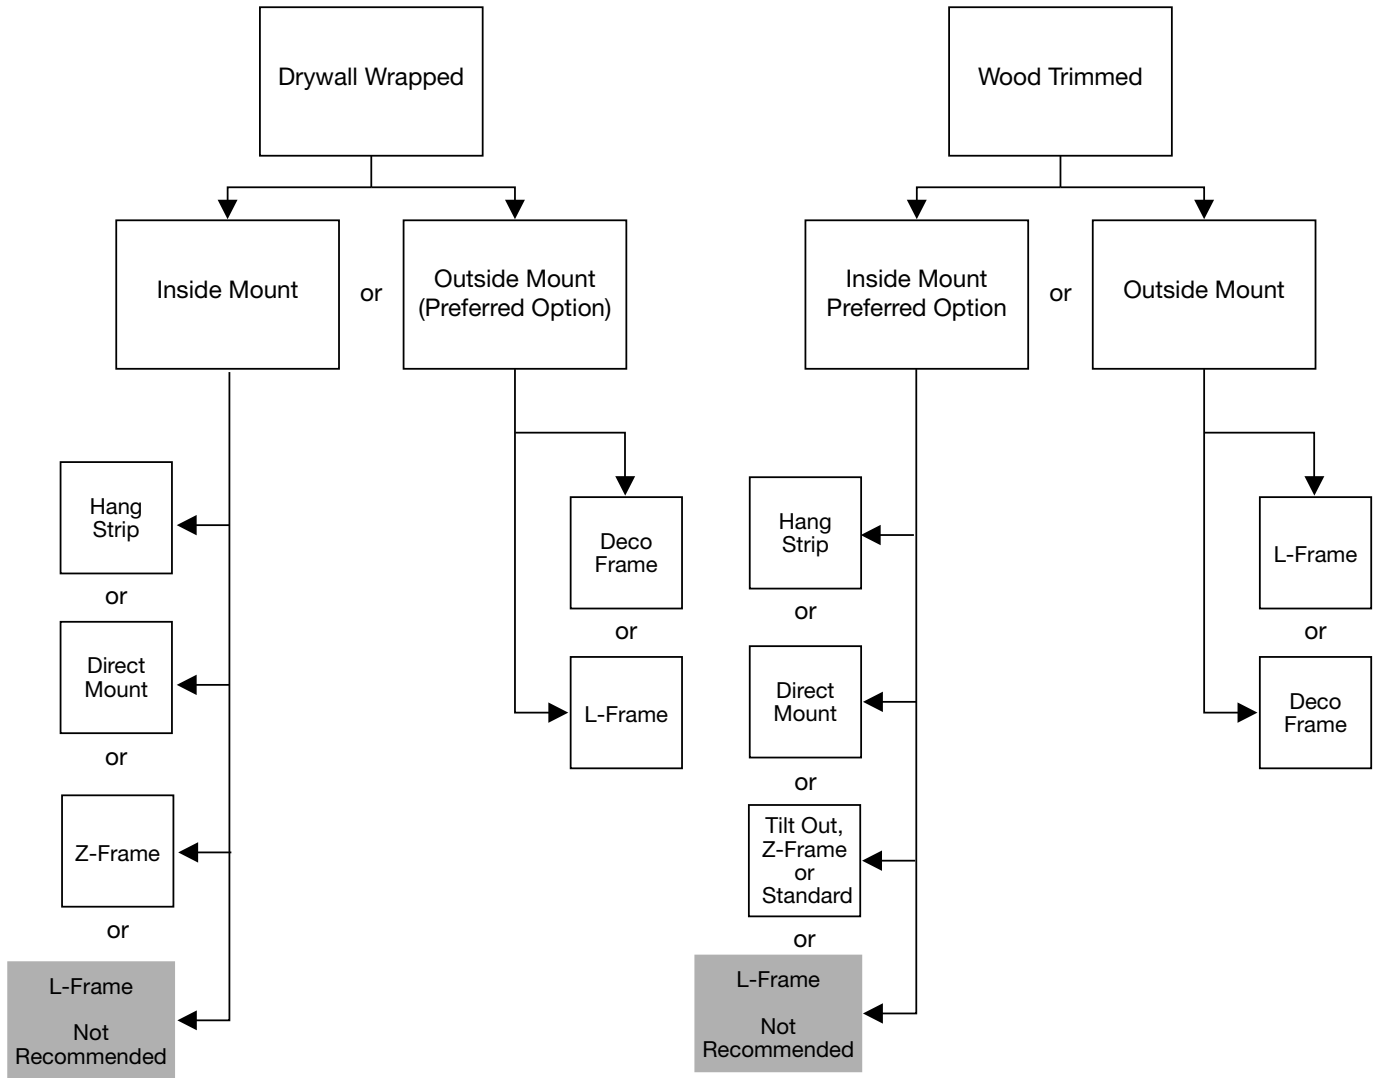 Drywall Wrapped
Inside Mount
or
Outside Mount
(Preferred Option)
Hang
Strip
or
Direct
Mount
or
Z-Frame
or
L-Frame
Not
Recommended
Deco
Frame
or
L-Frame
Wood Trimmed
Inside Mount
Preferred Option
or
Outside Mount
Hang
Strip
or
Direct
Mount
or
Tilt Out,
Z-Frame
or
Standard
or
L-Frame
Not
Recommended
L-Frame
or
Deco
Frame